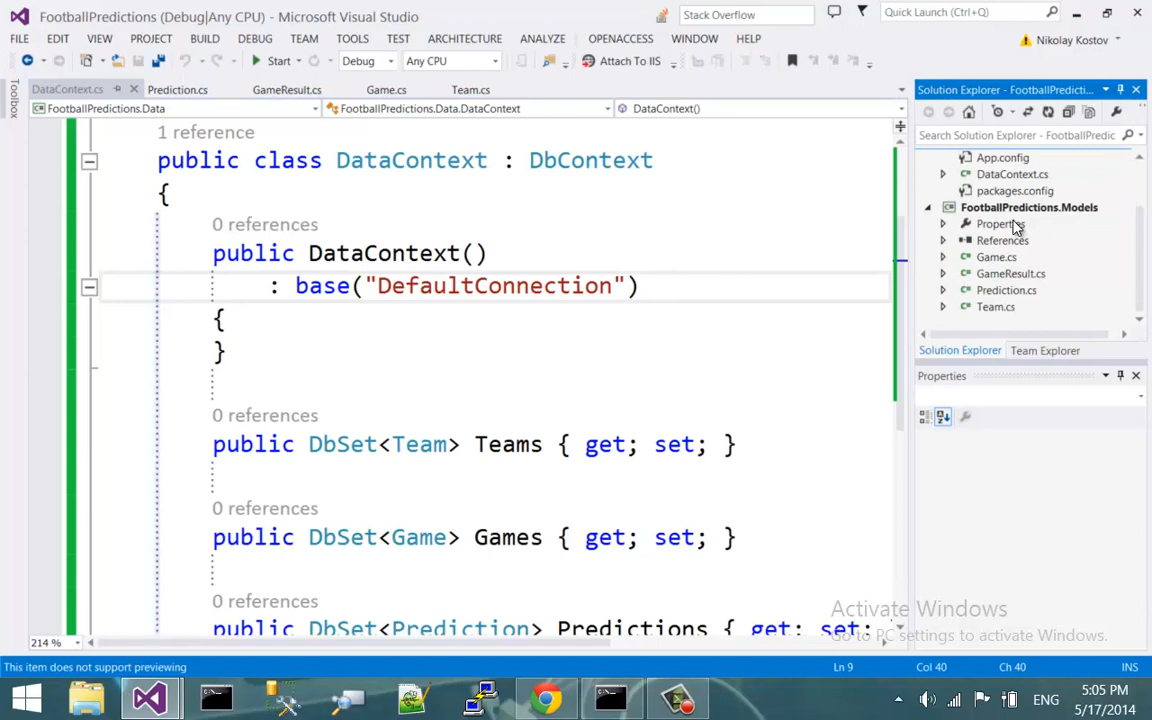 FootballPredictions (Debug|Any CPU) - Microsoft Visual Studio
Stack Overflow
Quick Launch (Ctrl+Q)
FILE EDIT VIEW PROJECT BUILD DEBUG TEAM TOOLS TEST ARCHITECTURE ANALYZE OPENACCESS WINDOW HELP
Nikolay Kostov
Start Debug Any CPU Attach To IIS
Toolbox
DataContext.cs Prediction.cs GameResult.cs Game.cs Team.cs
FootballPredictions.Data FootballPredictions.Data.DataContext DataContext()
1 reference
public class DataContext : DbContext
{
0 references
public DataContext()
: base("DefaultConnection")
{
}
0 references
public DbSet<Team> Teams { get; set; }
0 references
public DbSet<Game> Games { get; set; }
0 references
public DbSet<Prediction> Predictions { get; set;
214 %
Solution Explorer - FootballPredicti...
Search Solution Explorer - FootballPredic
App.config
DataContext.cs
packages.config
FootballPredictions.Models
Properties
References
Game.cs
GameResult.cs
Prediction.cs
Team.cs
Solution Explorer Team Explorer
Properties
Activate Windows
Go to PC settings to activate Windows.
This item does not support previewing
Ln 9 Col 40 Ch 40 INS
ENG
5:05 PM
5/17/2014